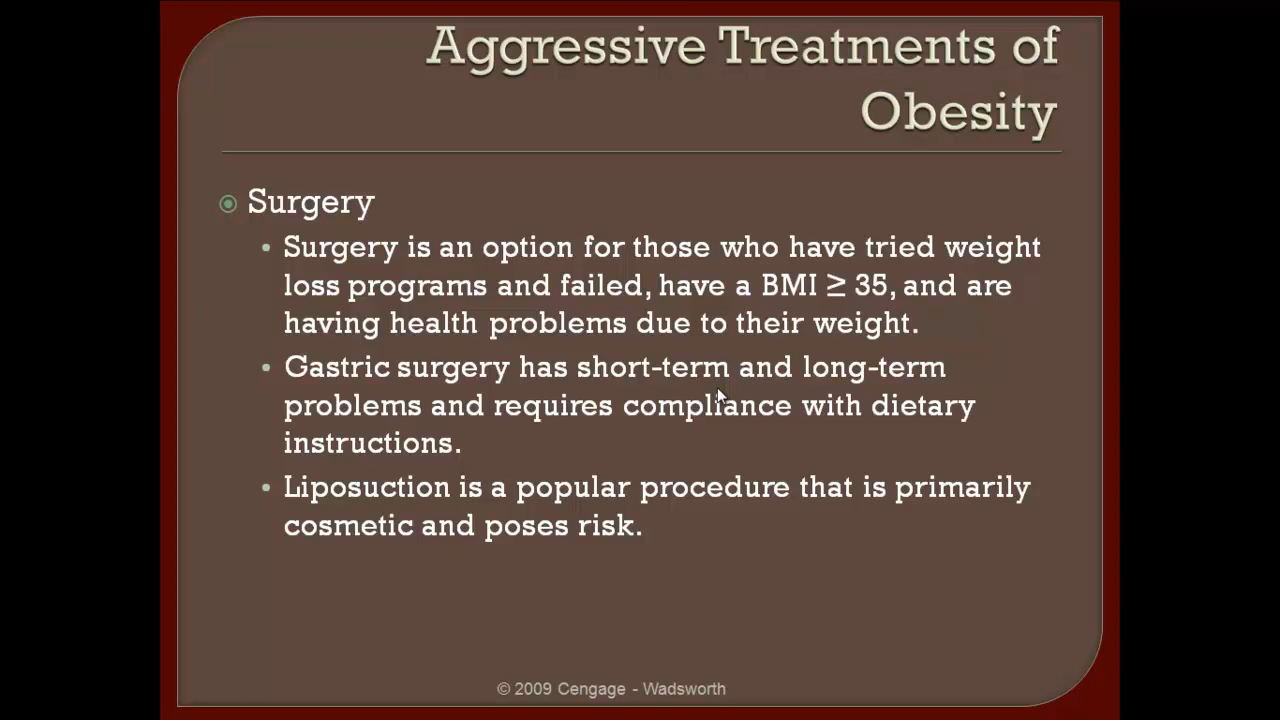 Aggressive Treatments of
Obesity
Surgery
Surgery is an option for those who have tried weight
loss programs and failed, have a BMI ≥ 35, and are
having health problems due to their weight.
Gastric surgery has short-term and long-term
problems and requires compliance with dietary
instructions.
Liposuction is a popular procedure that is primarily
cosmetic and poses risk.
© 2009 Cengage - Wadsworth